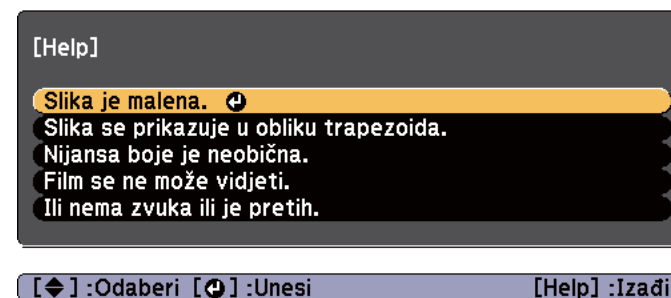 [Help]
Slika je malena.
Slika se prikazuje u obliku trapezoida.
Nijansa boje je neobična.
Film se ne može vidjeti.
Ili nema zvuka ili je pretih.
[◆] :Odaberi [↵] :Unesi [Help] :Izađi